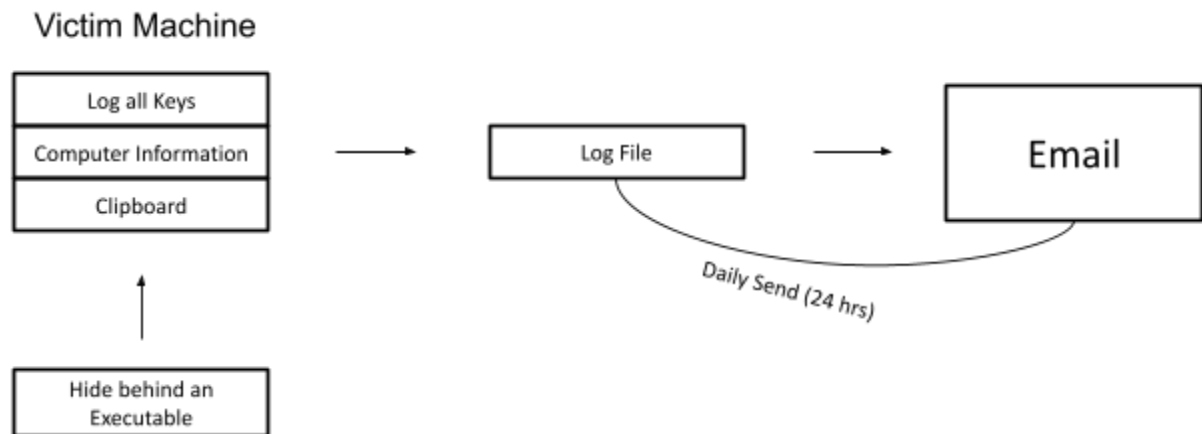 Victim Machine
Log all Keys
Computer Information
Clipboard
Log File
Email
Daily Send (24 hrs)
Hide behind an
Executable